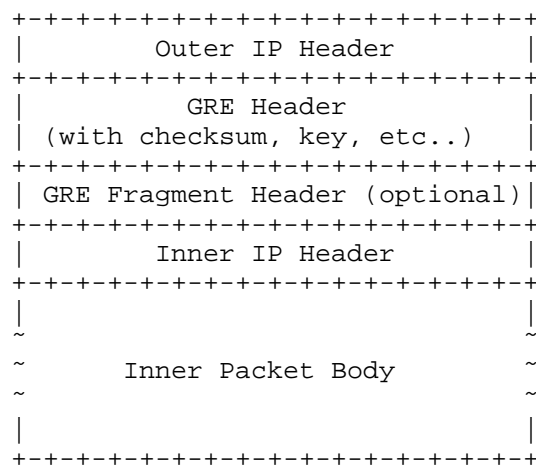 +-+-+-+-+-+-+-+-+-+-+-+-+-+-+-+-+
|        Outer IP Header        |
+-+-+-+-+-+-+-+-+-+-+-+-+-+-+-+-+
|          GRE Header           |
| (with checksum, key, etc..)   |
+-+-+-+-+-+-+-+-+-+-+-+-+-+-+-+-+
| GRE Fragment Header (optional)|
+-+-+-+-+-+-+-+-+-+-+-+-+-+-+-+-+
|        Inner IP Header        |
+-+-+-+-+-+-+-+-+-+-+-+-+-+-+-+-+
|                               |
~                               ~
~      Inner Packet Body        ~
~                               ~
|                               |
+-+-+-+-+-+-+-+-+-+-+-+-+-+-+-+-+